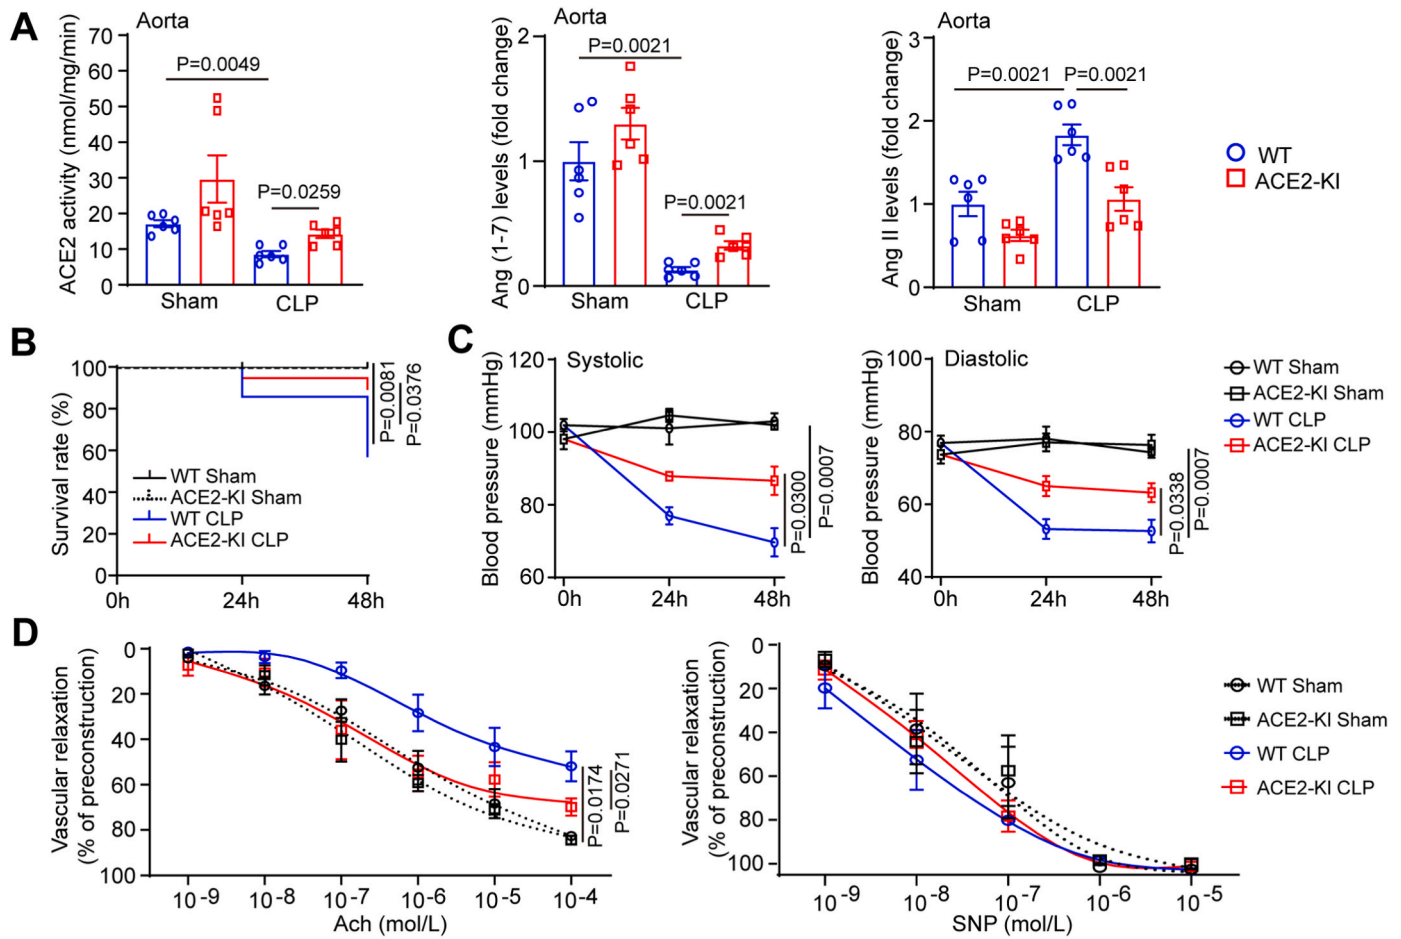 A
Aorta
ACE2 activity (nmol/mg/min)
70
60
50
40
30
20
10
0
P=0.0049
P=0.0259
Sham
CLP
Aorta
Ang (1-7) levels (fold change)
2
1
0
P=0.0021
P=0.0021
Sham
CLP
Aorta
Ang II levels (fold change)
3
2
1
0
P=0.0021
P=0.0021
Sham
CLP
WT
ACE2-KI
B
Survival rate (%)
100
80
60
40
20
0
P=0.0081
P=0.0376
WT Sham
ACE2-KI Sham
WT CLP
ACE2-KI CLP
0h
24h
48h
C
Systolic
Blood pressure (mmHg)
120
100
80
60
P=0.0300
P=0.0007
0h
24h
48h
Diastolic
Blood pressure (mmHg)
100
80
60
40
P=0.0338
P=0.0007
0h
24h
48h
WT Sham
ACE2-KI Sham
WT CLP
ACE2-KI CLP
D
Vascular relaxation
(% of preconstruction)
0
20
40
60
80
100
P=0.0174
P=0.0271
10-9
10-8
10-7
10-6
10-5
10-4
Ach (mol/L)
Vascular relaxation
(% of preconstruction)
0
20
40
60
80
100
10-9
10-8
10-7
10-6
10-5
SNP (mol/L)
WT Sham
ACE2-KI Sham
WT CLP
ACE2-KI CLP